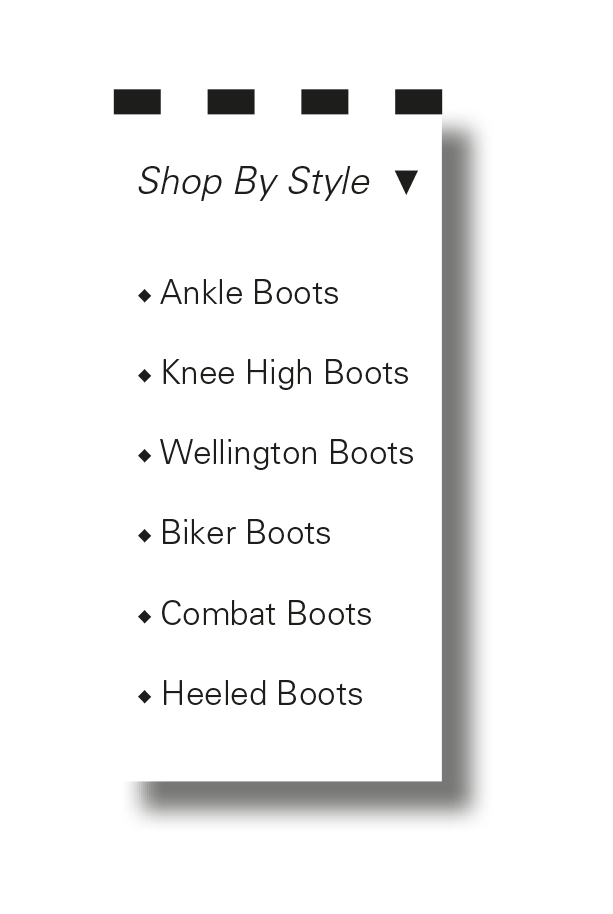 Shop By Style ▼
◆ Ankle Boots
◆ Knee High Boots
◆ Wellington Boots
◆ Biker Boots
◆ Combat Boots
◆ Heeled Boots